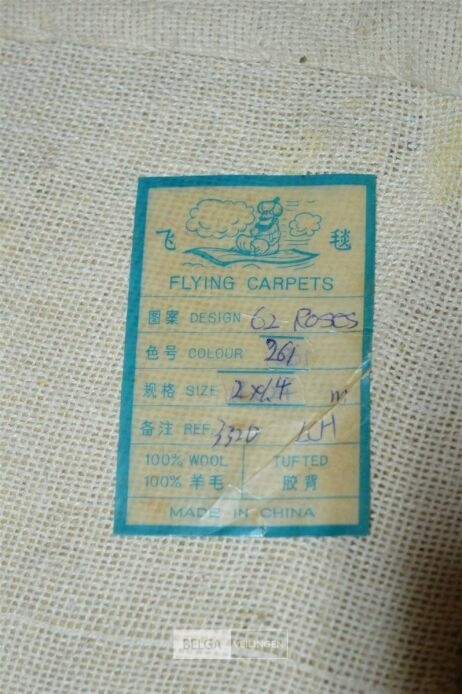 飞 毯
FLYING CARPETS
图案 DESIGN 62 ROSES
色号 COLOUR 261
规格 SIZE 2x1.4 m
备注 REF 3320
100% WOOL TUFTED
100% 羊毛 胶背
MADE IN CHINA
BELGA VEILINGEN